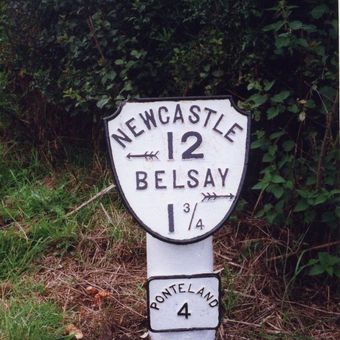 NEWCASTLE
12
BELSAY
1 3/4
PONTELAND
4